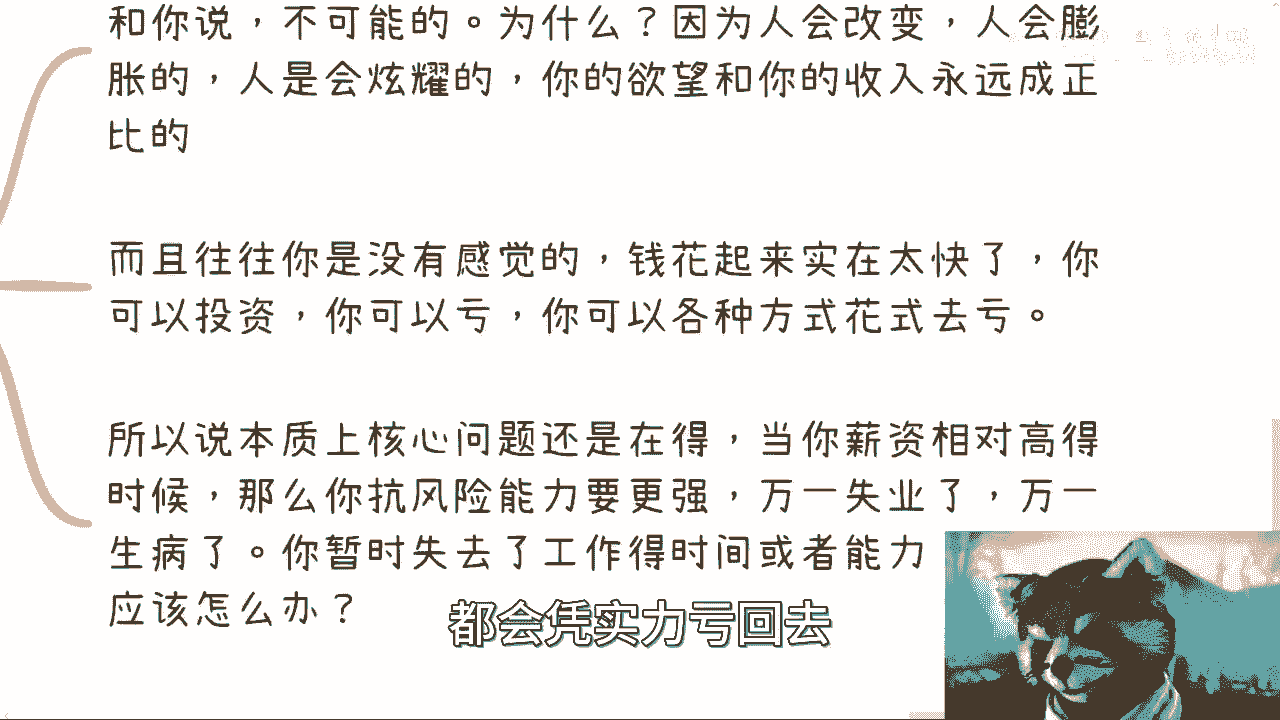 和你说，不可能的。为什么？因为人会改变，人会膨
胀的，人是会炫耀的，你的欲望和你的收入永远成正
比的
而且往往你是没有感觉的，钱花起来实在太快了，你
可以投资，你可以亏，你可以各种方式花式去亏。
所以说本质上核心问题还是在得，当你薪资相对高得
时候，那么你抗风险能力要更强，万一失业了，万一
生病了。你暂时失去了工作得时间或者能力
应该怎么办？
都会凭实力亏回去